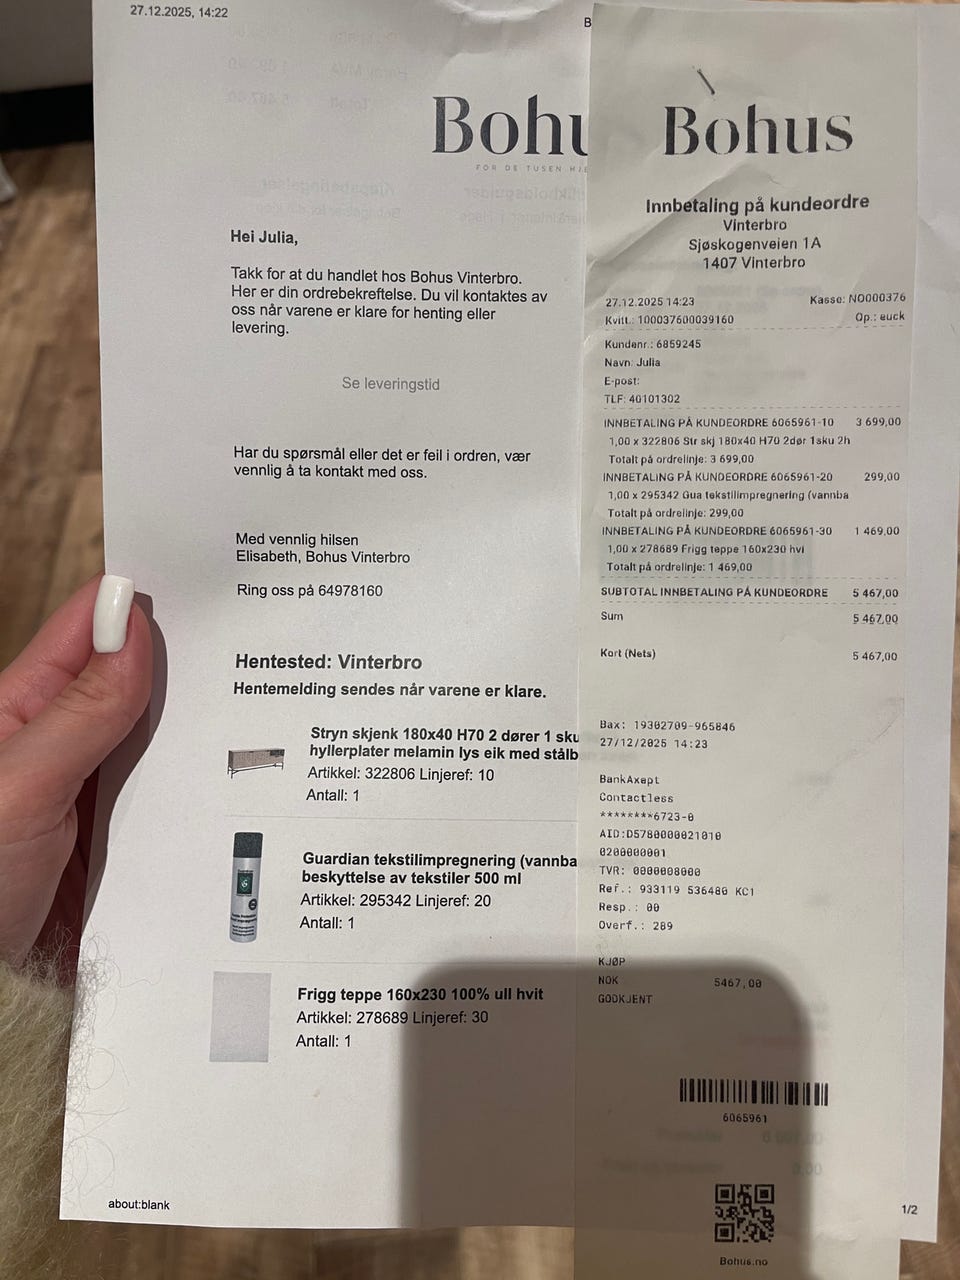 27.12.2025, 14:22
B
Bohu
FOR DE TUSEN HJE
Hei Julia,
Takk for at du handlet hos Bohus Vinterbro.
Her er din ordrebekreftelse. Du vil kontaktes av
oss når varene er klare for henting eller
levering.
Se leveringstid
Har du spørsmål eller det er feil i ordren, vær
vennlig å ta kontakt med oss.
Med vennlig hilsen
Elisabeth, Bohus Vinterbro
Ring oss på 64978160
Hentested: Vinterbro
Hentemelding sendes når varene er klare.
Stryn skjenk 180x40 H70 2 dører 1 sku
hyllerplater melamin lys eik med stålb
Artikkel: 322806 Linjeref: 10
Antall: 1
Guardian tekstilimpregnering (vannba
beskyttelse av tekstiler 500 ml
Artikkel: 295342 Linjeref: 20
Antall: 1
Frigg teppe 160x230 100% ull hvit
Artikkel: 278689 Linjeref: 30
Antall: 1
about:blank
1/2
Bohus
Innbetaling på kundeordre
Vinterbro
Sjøskogenveien 1A
1407 Vinterbro
27.12.2025 14:23 Kasse: NO000376
Kvitt.: 100037600039160 Op.: euck
Kundenr.: 6859245
Navn: Julia
E-post:
TLF: 40101302
INNBETALING PÅ KUNDEORDRE 6065961-10 3 699,00
1,00 x 322806 Str skj 180x40 H70 2dør 1sku 2h
Totalt på ordrelinje: 3 699,00
INNBETALING PÅ KUNDEORDRE 6065961-20 299,00
1,00 x 295342 Gua tekstilimpregnering (vannba
Totalt på ordrelinje: 299,00
INNBETALING PÅ KUNDEORDRE 6065961-30 1 469,00
1,00 x 278689 Frigg teppe 160x230 hvi
Totalt på ordrelinje: 1 469,00
SUBTOTAL INNBETALING PÅ KUNDEORDRE 5 467,00
Sum 5 467,00
Kort (Nets) 5 467,00
Bax: 19302709-965846
27/12/2025 14:23
BankAxept
Contactless
********6723-0
AID:D5780000021010
0200000001
TVR: 0000008000
Ref.: 933119 536480 KC1
Resp.: 00
Overf.: 289
KJØP
NOK 5467,00
GODKJENT
6065961
Bohus.no